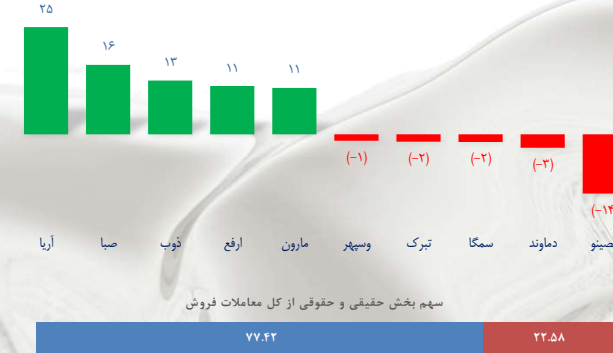 ۲۵
۱۶
۱۳
۱۱
۱۱
(-۱)
(-۲)
(-۲)
(-۳)
آریا
صبا
ذوب
ارفع
مارون
وسپهر
تبرک
سمگا
دماوند
سهم بخش حقیقی و حقوقی از کل معاملات فروش
۷۷.۴۲
۲۲.۵۸